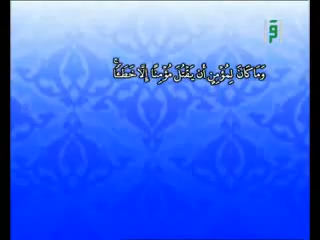 وَمَا كَانَ لِمُؤْمِنٍ أَن يَقْتُلَ مُؤْمِنًا إِلَّا خَطَـًٔا ۚ